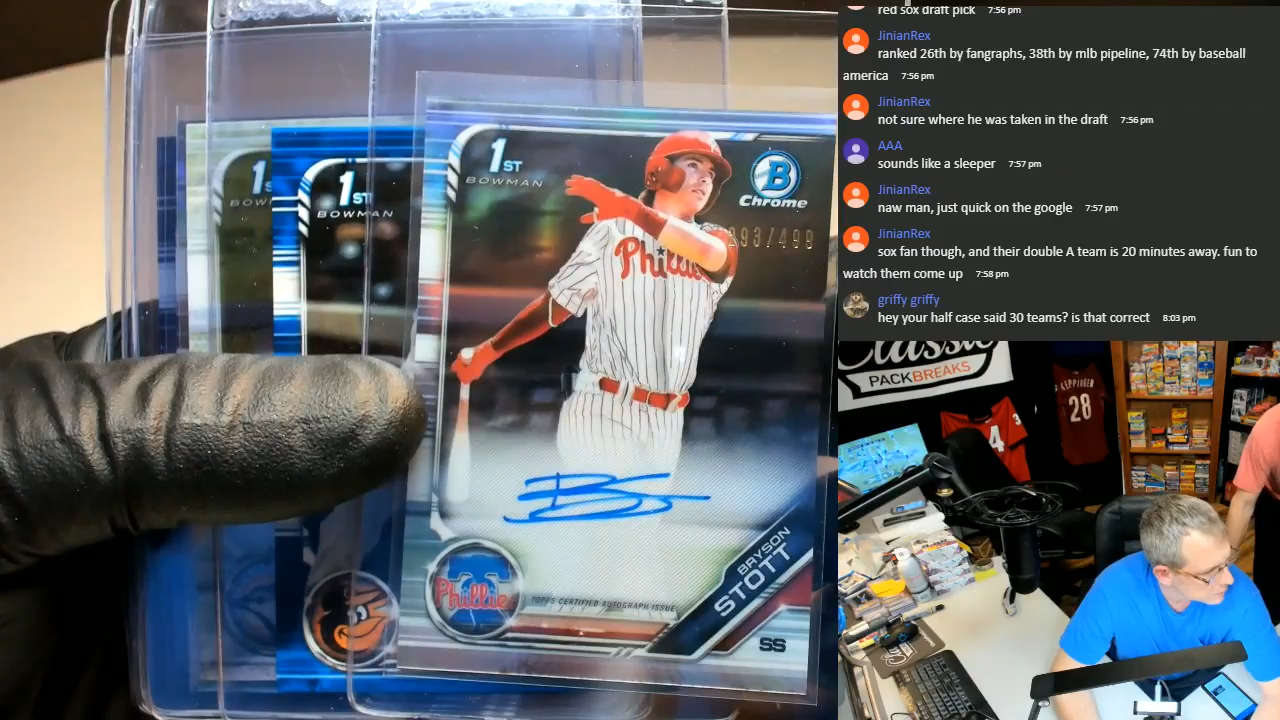 red sox draft pick 7:56 pm
JinianRex
ranked 26th by fangraphs, 38th by mlb pipeline, 74th by baseball
america 7:56 pm
JinianRex
not sure where he was taken in the draft 7:56 pm
AAA
sounds like a sleeper 7:57 pm
JinianRex
naw man, just quick on the google 7:57 pm
JinianRex
sox fan though, and their double A team is 20 minutes away. fun to
watch them come up 7:58 pm
griffy griffy
hey your half case said 30 teams? is that correct 8:03 pm
1ST
BOWMAN
1ST
BOWMAN
B
Chrome
293/499
Phillies
Phillies
TOPPS CERTIFIED AUTOGRAPH ISSUE
BRYSON
STOTT
SS
Classic
PACKBREAKS
LEPPINGER
28
4